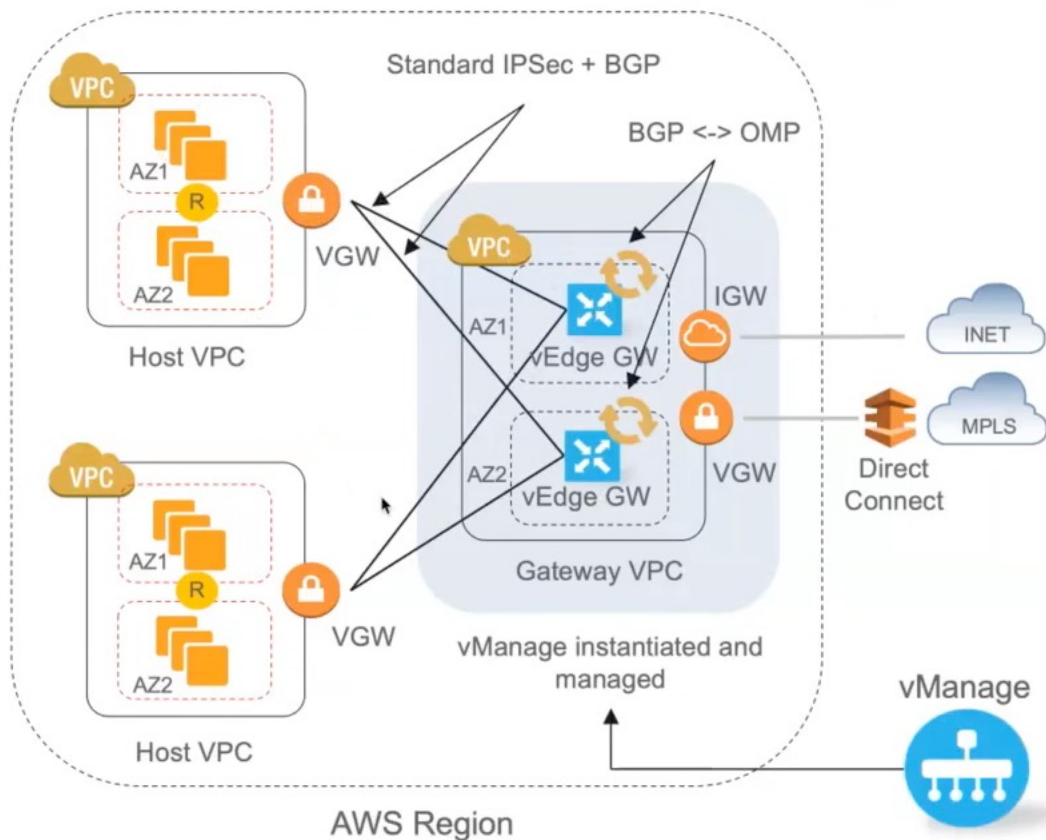 Standard IPSec + BGP
BGP <-> OMP
VPC
AZ1
R
AZ2
VGW
Host VPC
VPC
AZ1
vEdge GW
AZ2
vEdge GW
IGW
VGW
Gateway VPC
INET
MPLS
Direct
Connect
VPC
AZ1
R
AZ2
VGW
Host VPC
vManage instantiated and
managed
vManage
AWS Region